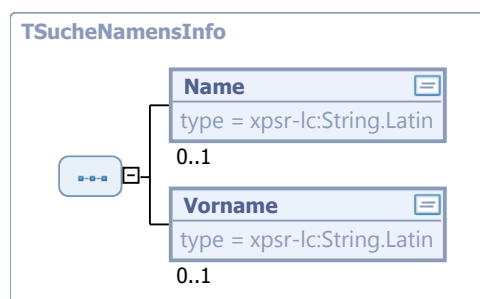 TSucheNamensInfo
Name
type = xpsr-lc:String.Latin
0..1
Vorname
type = xpsr-lc:String.Latin
0..1